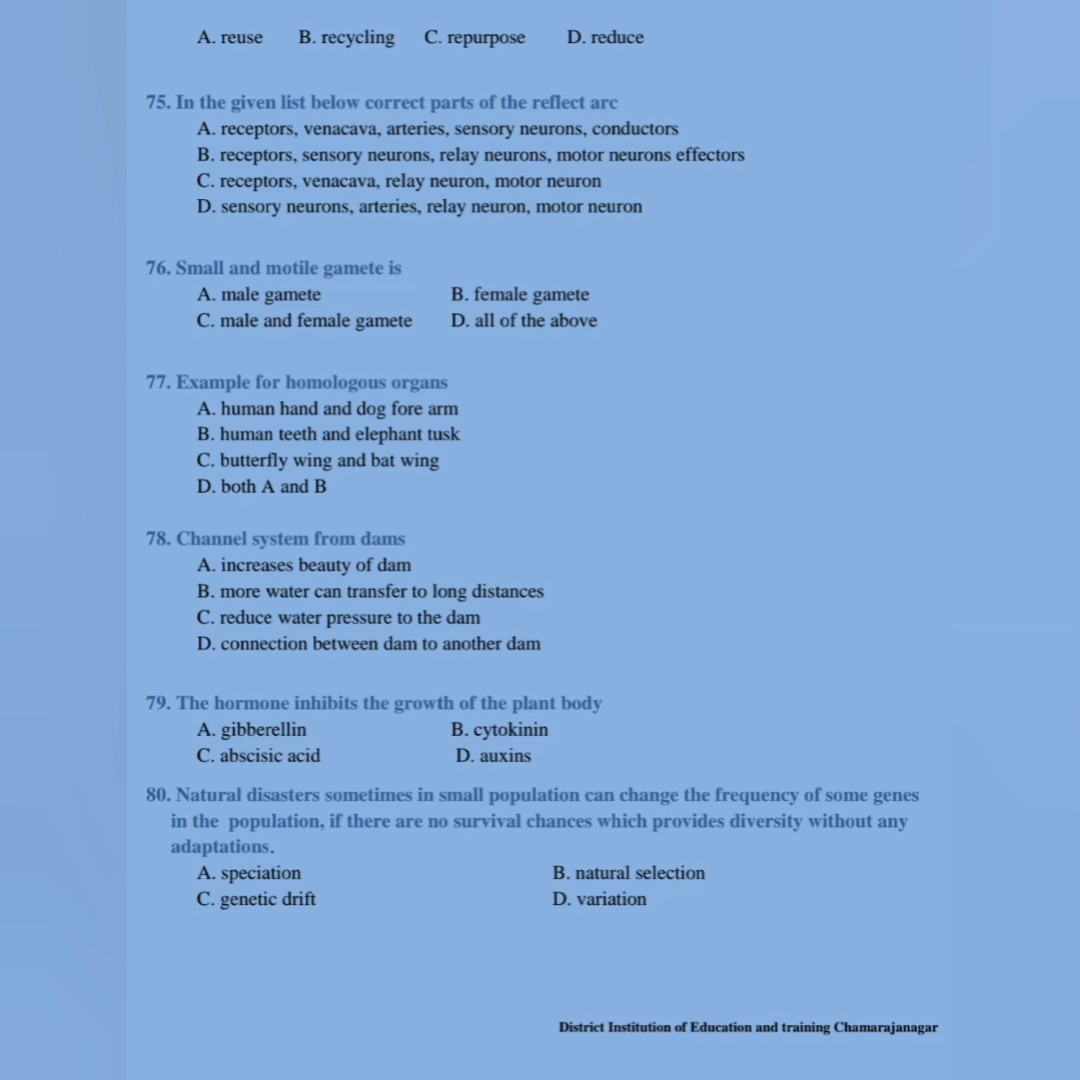 A. reuse B. recycling C. repurpose D. reduce
75. In the given list below correct parts of the reflect arc
A. receptors, venacava, arteries, sensory neurons, conductors
B. receptors, sensory neurons, relay neurons, motor neurons effectors
C. receptors, venacava, relay neuron, motor neuron
D. sensory neurons, arteries, relay neuron, motor neuron
76. Small and motile gamete is
A. male gamete B. female gamete
C. male and female gamete D. all of the above
77. Example for homologous organs
A. human hand and dog fore arm
B. human teeth and elephant tusk
C. butterfly wing and bat wing
D. both A and B
78. Channel system from dams
A. increases beauty of dam
B. more water can transfer to long distances
C. reduce water pressure to the dam
D. connection between dam to another dam
79. The hormone inhibits the growth of the plant body
A. gibberellin B. cytokinin
C. abscisic acid D. auxins
80. Natural disasters sometimes in small population can change the frequency of some genes
in the population, if there are no survival chances which provides diversity without any
adaptations.
A. speciation B. natural selection
C. genetic drift D. variation
District Institution of Education and training Chamarajanagar